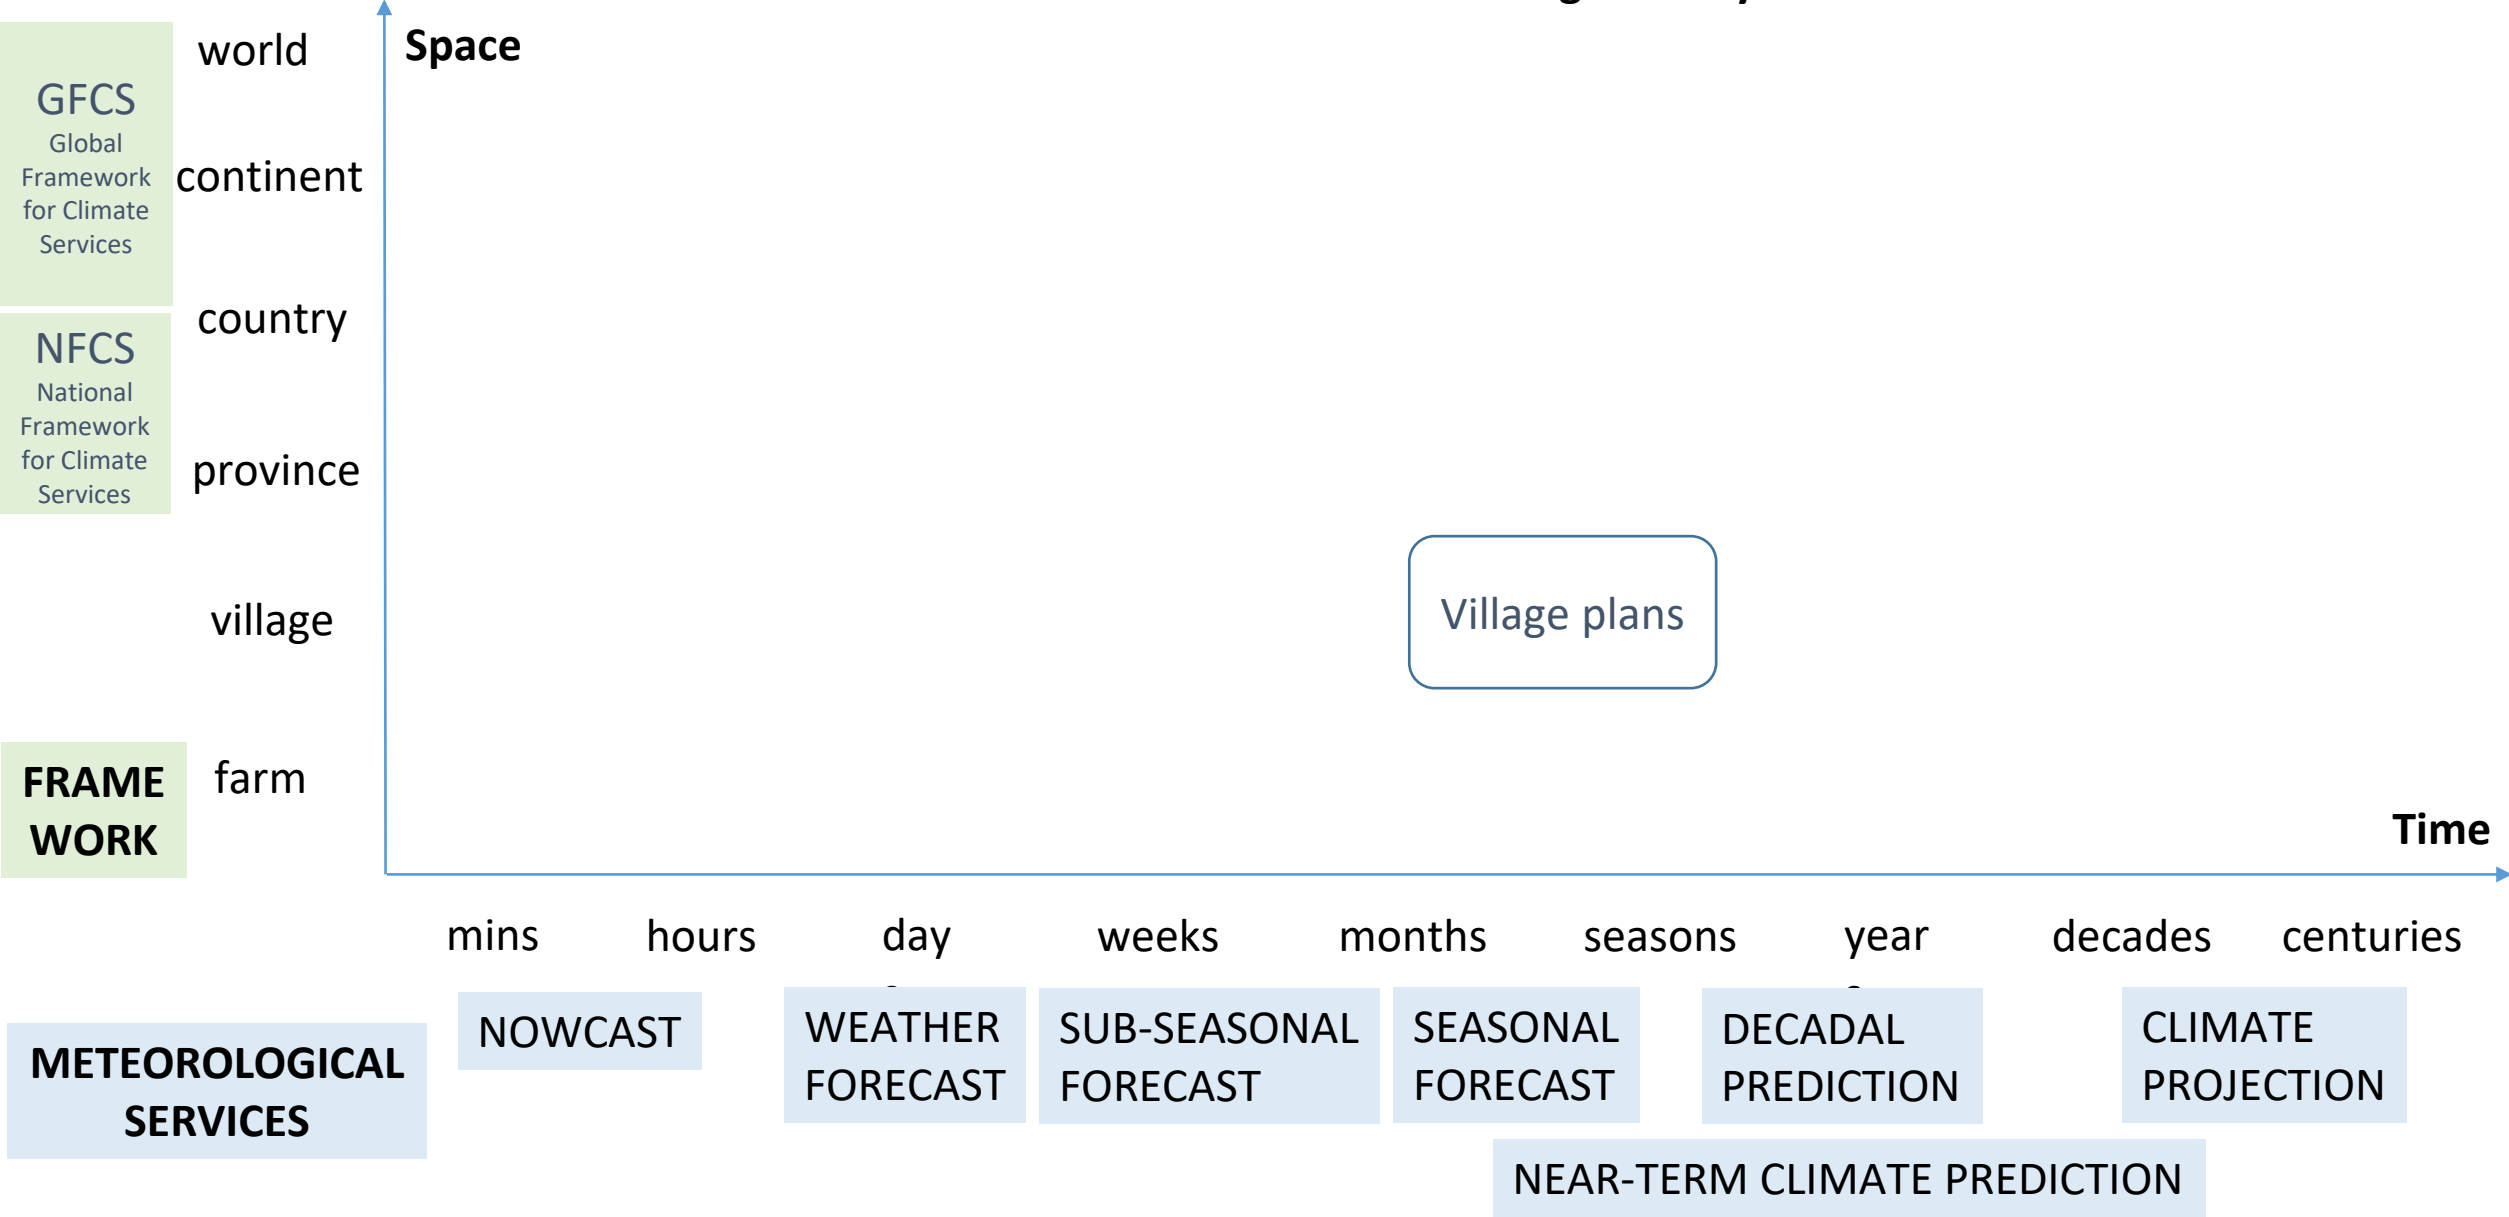 world
Space
GFCS
Global
Framework
for Climate
Services
continent
country
NFCS
National
Framework
for Climate
Services
province
village
Village plans
FRAME
WORK
farm
Time
mins
hours
day
weeks
months
seasons
year
decades
centuries
METEOROLOGICAL
SERVICES
NOWCAST
WEATHER
FORECAST
SUB-SEASONAL
FORECAST
SEASONAL
FORECAST
DECADAL
PREDICTION
CLIMATE
PROJECTION
NEAR-TERM CLIMATE PREDICTION